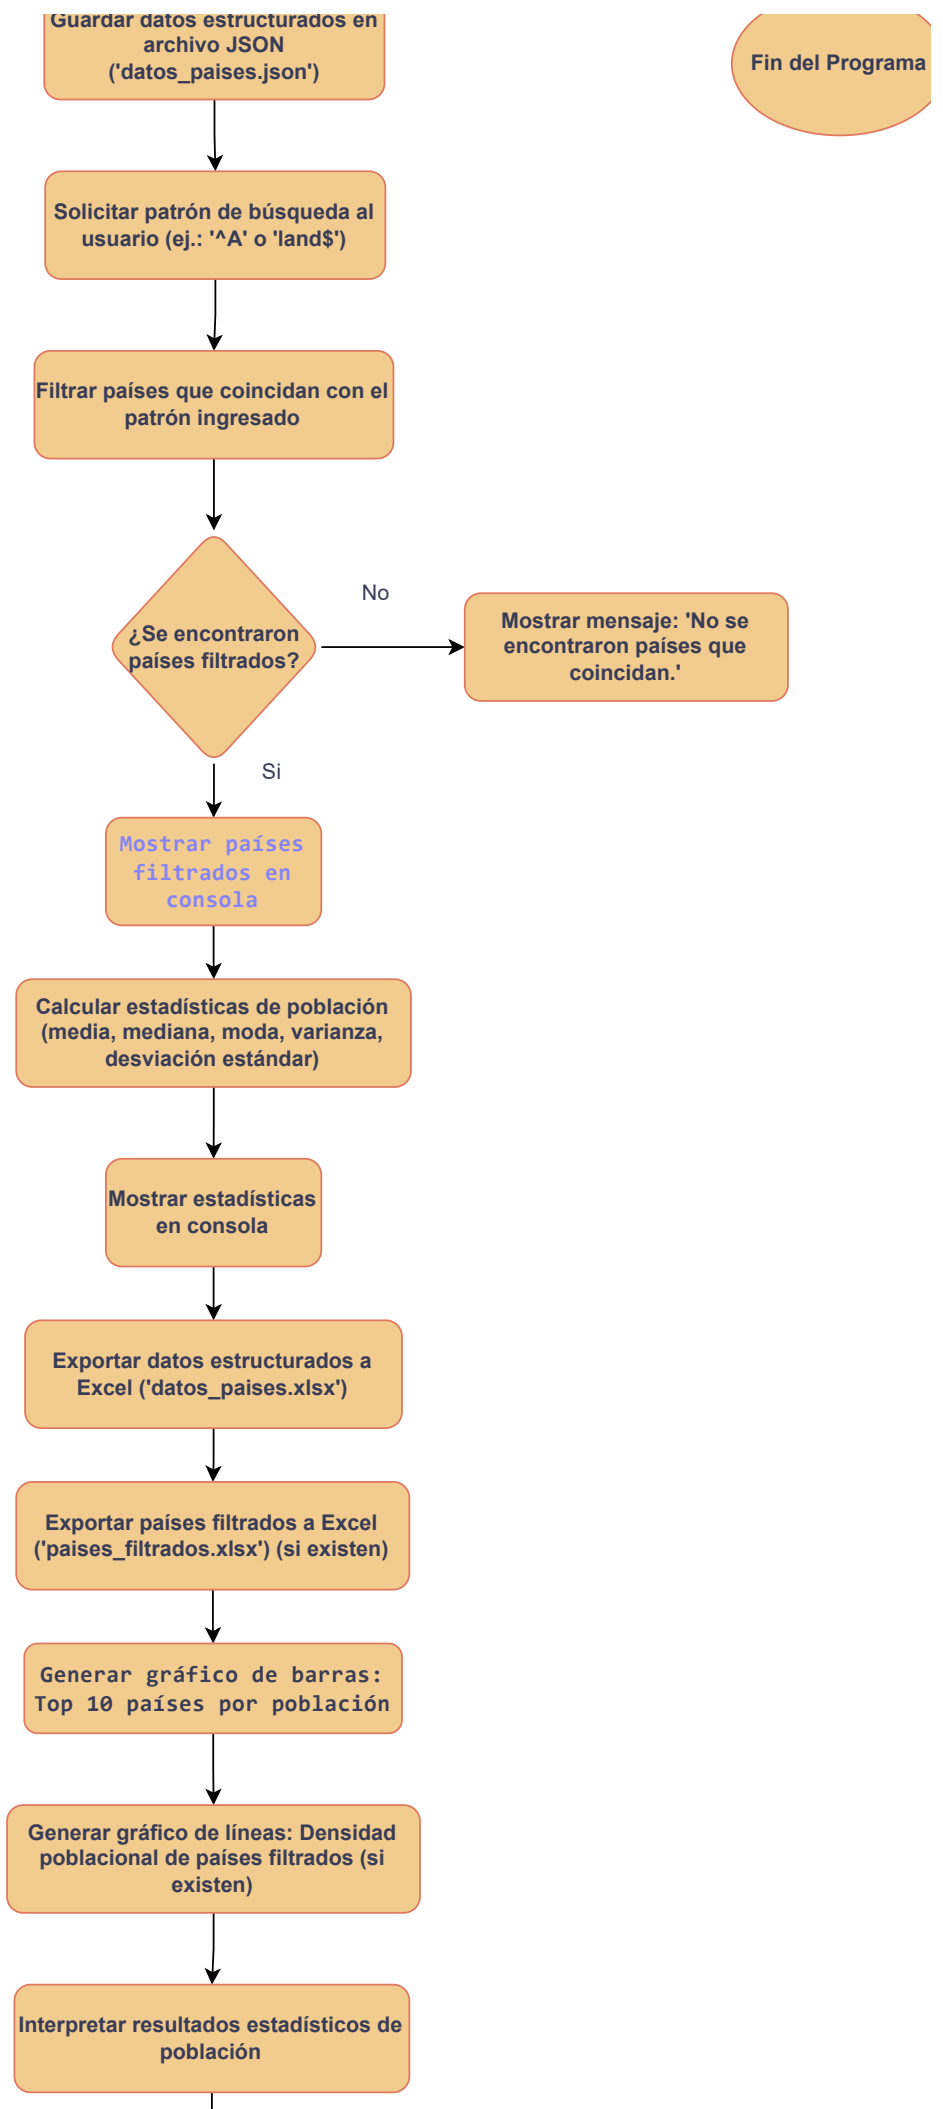 Guardar datos estructurados en
archivo JSON
('datos_paises.json')
Fin del Programa
Solicitar patrón de búsqueda al
usuario (ej.: '^A' o 'land$')
Filtrar países que coincidan con el
patrón ingresado
¿Se encontraron
países filtrados?
No
Mostrar mensaje: 'No se
encontraron países que
coincidan.'
Si
Mostrar países
filtrados en
consola
Calcular estadísticas de población
(media, mediana, moda, varianza,
desviación estándar)
Mostrar estadísticas
en consola
Exportar datos estructurados a
Excel ('datos_paises.xlsx')
Exportar países filtrados a Excel
('paises_filtrados.xlsx') (si existen)
Generar gráfico de barras:
Top 10 países por población
Generar gráfico de líneas: Densidad
poblacional de países filtrados (si
existen)
Interpretar resultados estadísticos de
población